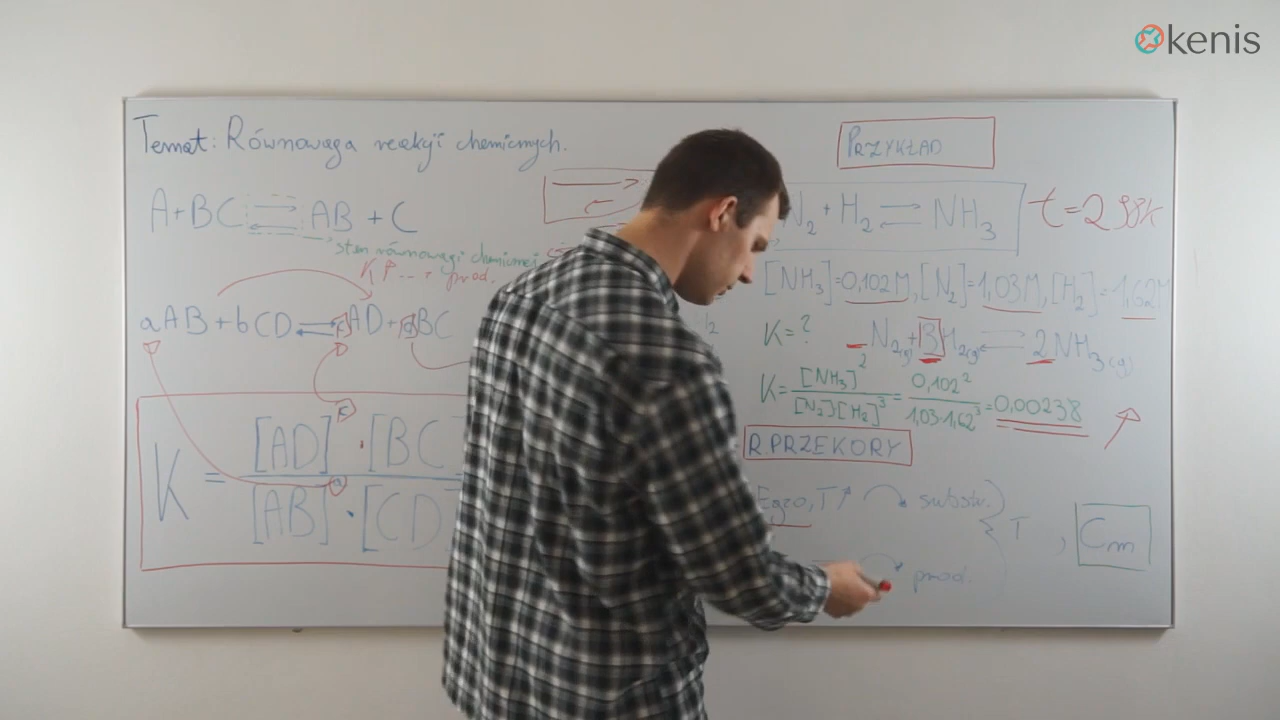 kenis
Temat: Równowaga reakcji chemicznych.
PRZYKŁAD
A+BC ⇌ AB + C
stan równowagi chemicznej
K↑ ... prod.
N₂ + H₂ ⇌ NH₃
t=298K
[NH₃]=0,102M, [N₂]=1,03M, [H₂]=1,62M
aAB+bCD ⇌ AD+ BC
K=?
N₂(g)+3H₂(g) ⇌ 2NH₃(g)
K= [NH₃]² / [N₂][H₂]³ = 0,102² / 1,03·1,62³ =0,00238
K = [AD] · [BC
[AB] · [CD]
R.PRZEKORY
Egzo, T↗ substr.
T , Cm
prod.